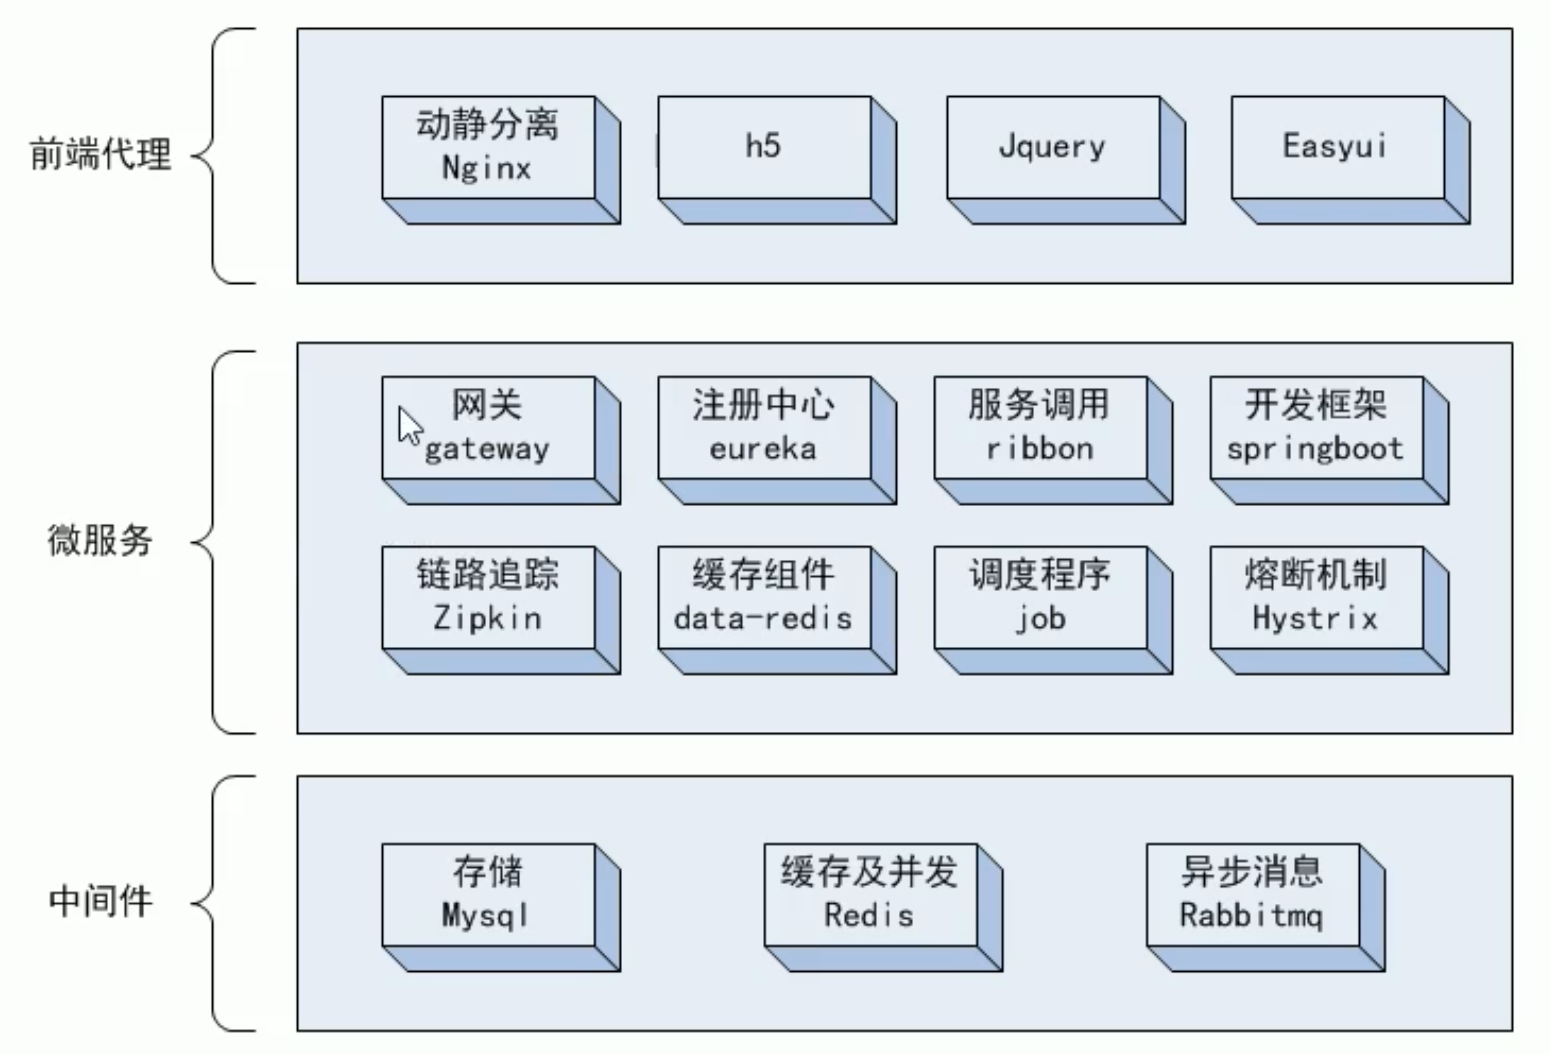 前端代理
动静分离
Nginx
h5
Jquery
Easyui
微服务
网关
gateway
注册中心
eureka
服务调用
ribbon
开发框架
springboot
链路追踪
Zipkin
缓存组件
data-redis
调度程序
job
熔断机制
Hystrix
中间件
存储
Mysql
缓存及并发
Redis
异步消息
Rabbitmq